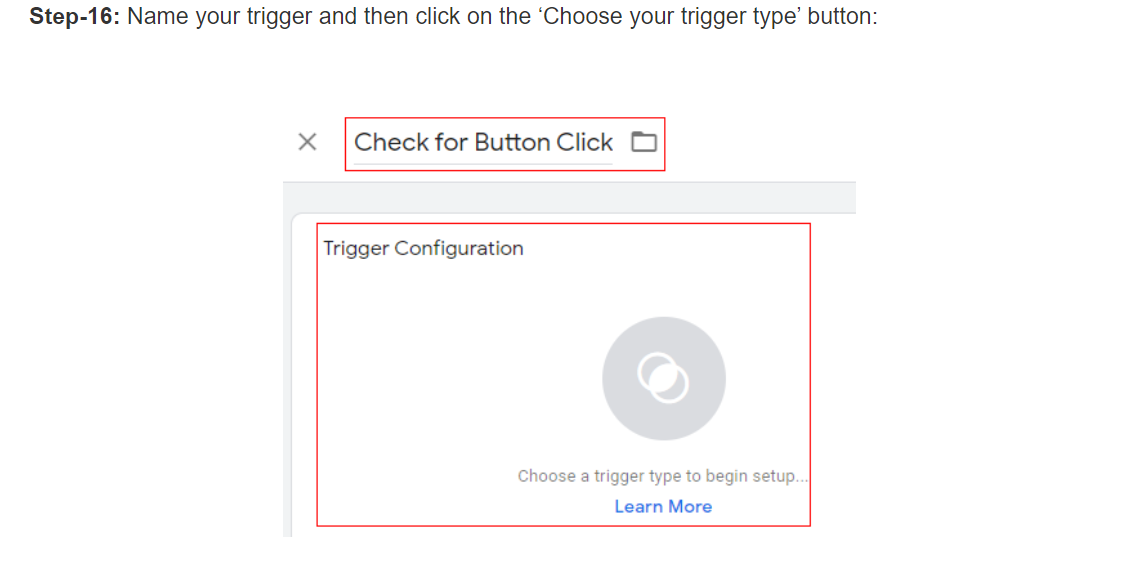 Step-16: Name your trigger and then click on the ‘Choose your trigger type’ button:
Check for Button Click
Trigger Configuration
Choose a trigger type to begin setup...
Learn More